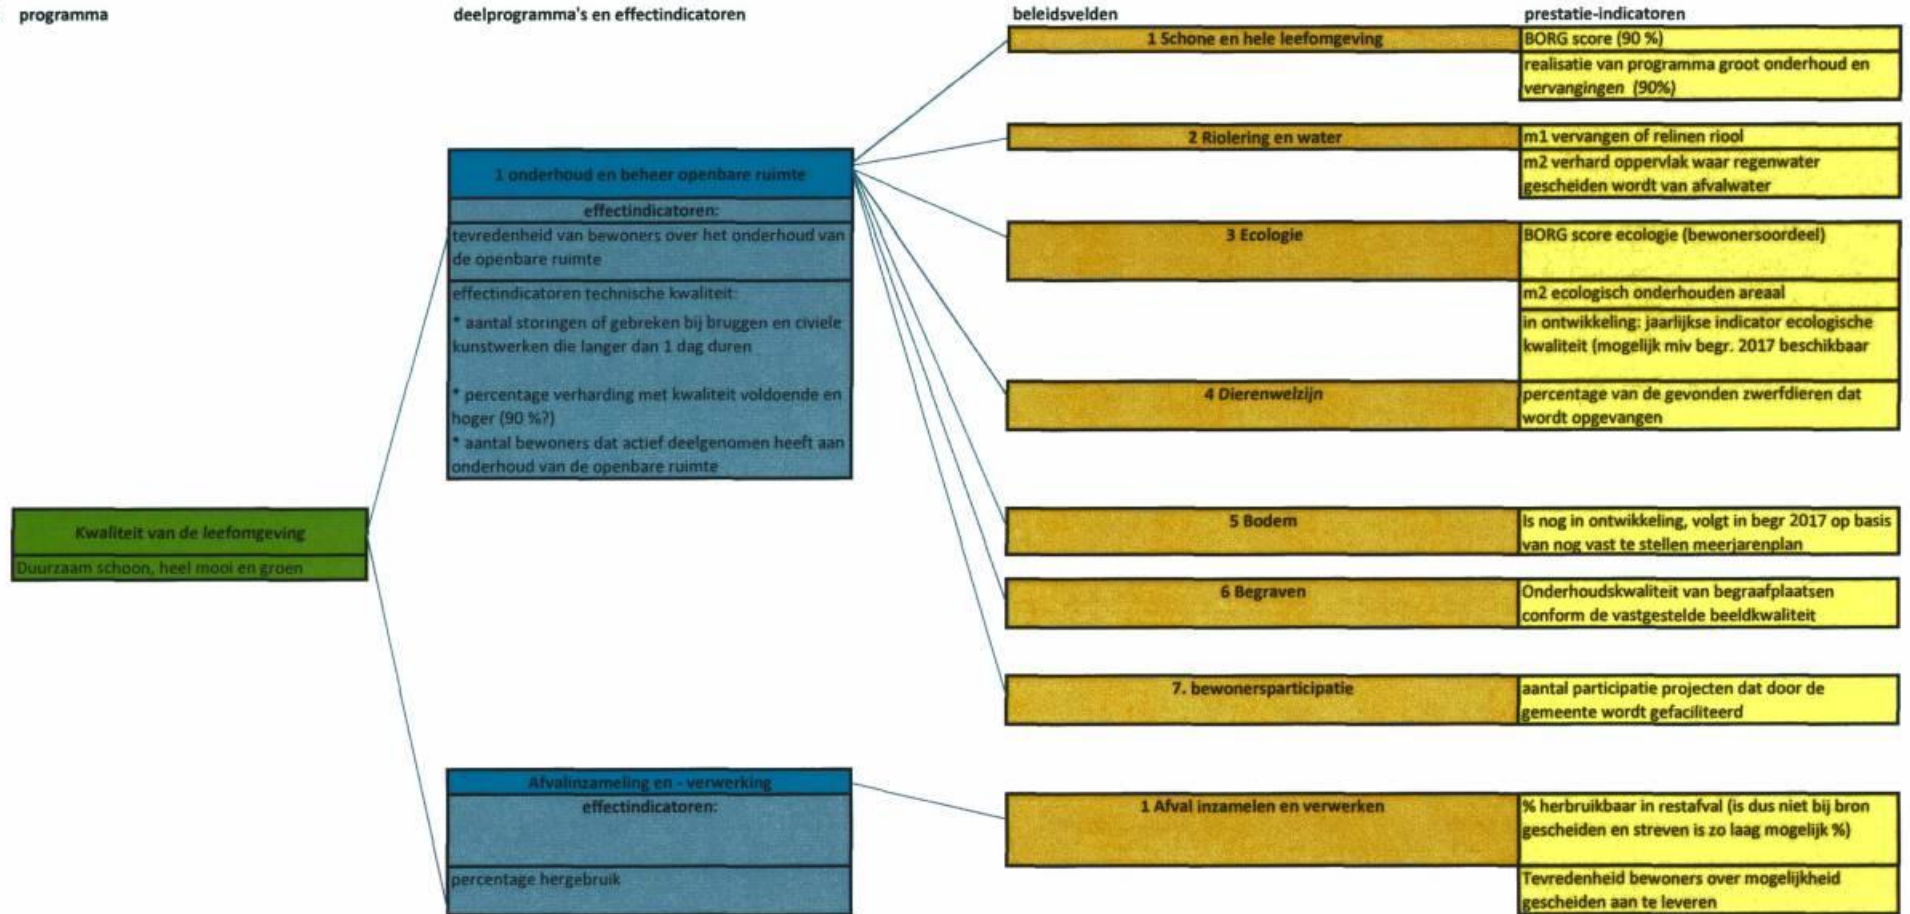 programma
deelprogramma's en effectindicatoren
beleidsvelden
prestatie-indicatoren
Kwaliteit van de leefomgeving
Duurzaam schoon, heel mooi en groen
1 onderhoud en beheer openbare ruimte
effectindicatoren:
tevredenheid van bewoners over het onderhoud van
de openbare ruimte
effectindicatoren technische kwaliteit:
* aantal storingen of gebreken bij bruggen en civiele
kunstwerken die langer dan 1 dag duren
* percentage verharding met kwaliteit voldoende en
hoger (90 %?)
* aantal bewoners dat actief deelgenomen heeft aan
onderhoud van de openbare ruimte
1 Schone en hele leefomgeving
BORG score (90 %)
realisatie van programma groot onderhoud en
vervangingen (90%)
2 Riolering en water
m1 vervangen of relinen riool
m2 verhard oppervlak waar regenwater
gescheiden wordt van afvalwater
3 Ecologie
BORG score ecologie (bewonersoordeel)
m2 ecologisch onderhouden areaal
in ontwikkeling: jaarlijkse indicator ecologische
kwaliteit (mogelijk miv begr. 2017 beschikbaar
4 Dierenwelzijn
percentage van de gevonden zwerfdieren dat
wordt opgevangen
5 Bodem
Is nog in ontwikkeling, volgt in begr 2017 op basis
van nog vast te stellen meerjarenplan
6 Begraven
Onderhoudskwaliteit van begraafplaatsen
conform de vastgestelde beeldkwaliteit
7. bewonersparticipatie
aantal participatie projecten dat door de
gemeente wordt gefaciliteerd
Afvalinzameling en - verwerking
effectindicatoren:
percentage hergebruik
1 Afval inzamelen en verwerken
% herbruikbaar in restafval (is dus niet bij bron
gescheiden en streven is zo laag mogelijk %)
Tevredenheid bewoners over mogelijkheid
gescheiden aan te leveren